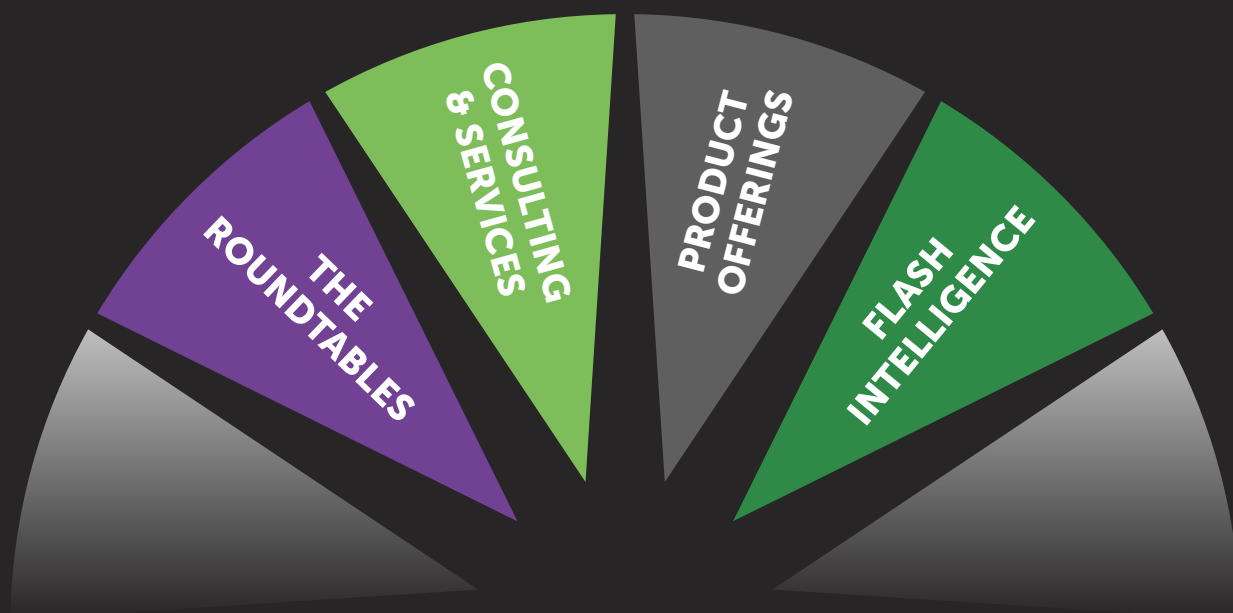 THE
ROUNDTABLES
CONSULTING
& SERVICES
PRODUCT
OFFERINGS
FLASH
INTELLIGENCE